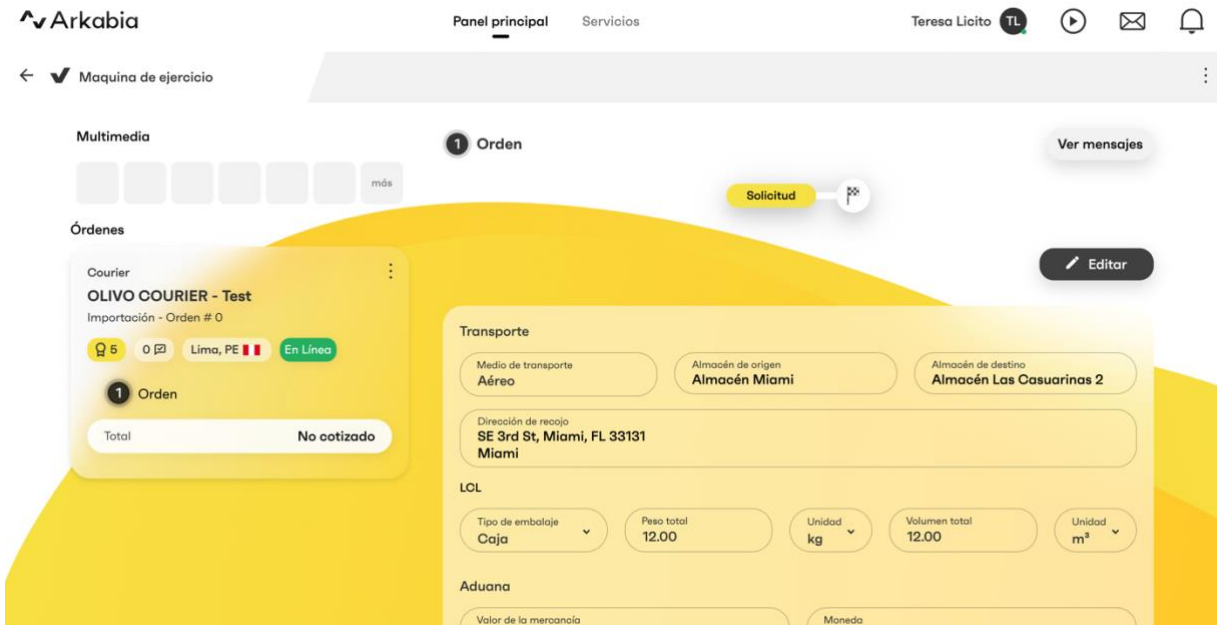 Arkabia
Panel principal
Servicios
Teresa Licito
TL
Maquina de ejercicio
Multimedia
más
Órdenes
Courier
OLIVO COURIER - Test
Importación - Orden # 0
5
0
Lima, PE
En Línea
1 Orden
Total
No cotizado
1 Orden
Ver mensajes
Solicitud
Editar
Transporte
Medio de transporte
Aéreo
Almacén de origen
Almacén Miami
Almacén de destino
Almacén Las Casuarinas 2
Dirección de recojo
SE 3rd St, Miami, FL 33131
Miami
LCL
Tipo de embalaje
Caja
Peso total
12.00
Unidad
kg
Volumen total
12.00
Unidad
m³
Aduana
Valor de la mercancía
Moneda